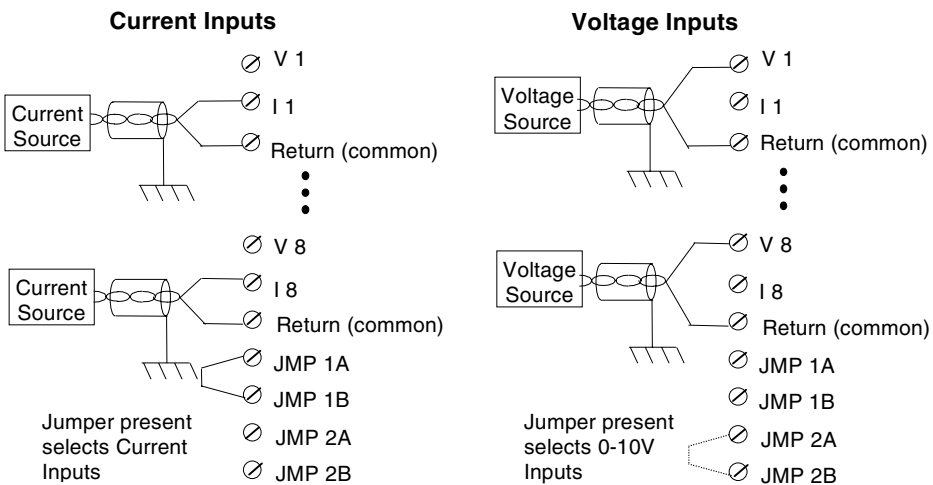 Current Inputs
V 1
Current
Source
I 1
Return (common)
V 8
Current
Source
I 8
Return (common)
JMP 1A
JMP 1B
Jumper present
selects Current
Inputs
JMP 2A
JMP 2B
Voltage Inputs
V 1
Voltage
Source
I 1
Return (common)
V 8
Voltage
Source
I 8
Return (common)
JMP 1A
JMP 1B
Jumper present
selects 0-10V
Inputs
JMP 2A
JMP 2B